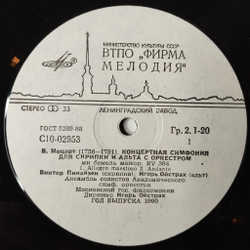 МИНИСТЕРСТВО КУЛЬТУРЫ СССР
ВТПО „ФИРМА
МЕЛОДИЯ"
СТЕРЕО 33
ЛЕНИНГРАДСКИЙ ЗАВОД
ГОСТ 5289-88
Гр. 2. 1-20
С10-02953
1
В. Моцарт (1756—1791). КОНЦЕРТНАЯ СИМФОНИЯ
ДЛЯ СКРИПКИ И АЛЬТА С ОРКЕСТРОМ
ми бемоль мажор, KV 364
1. Allegro maestoso 2. Andante
Виктор Пикайзен (скрипка), Игорь Ойстрах (альт)
Ансамбль солистов Академического
симф. оркестра
Московской гос. филармонии
Дирижер Игорь Ойстрах
ГОД ВЫПУСКА 1990